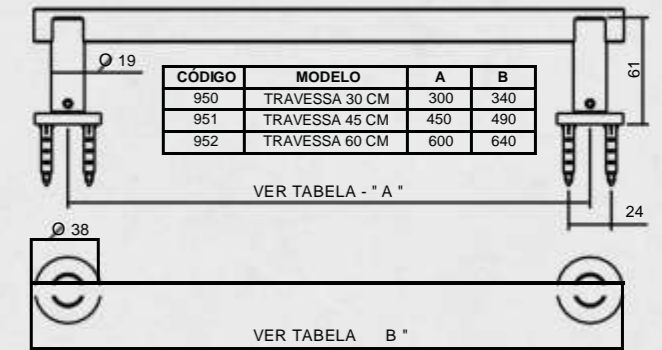 Ø 19
61
CÓDIGO MODELO A B
950 TRAVESSA 30 CM 300 340
951 TRAVESSA 45 CM 450 490
952 TRAVESSA 60 CM 600 640
VER TABELA - " A "
24
Ø 38
VER TABELA B "